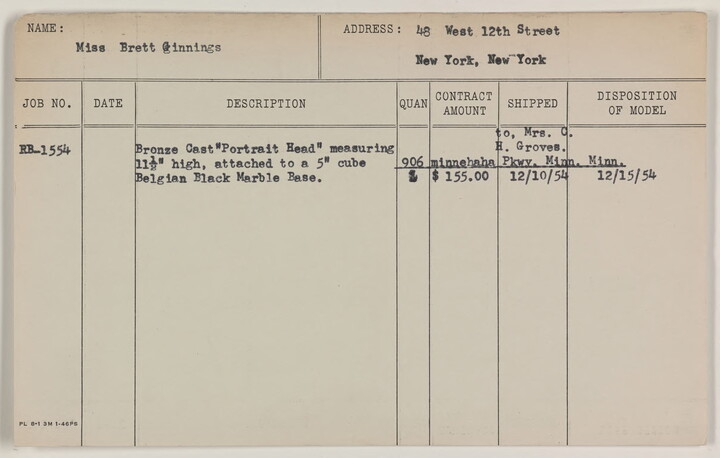 NAME:
Miss Brett Ginnings
ADDRESS: 48 West 12th Street
New York, New York
JOB NO. DATE DESCRIPTION QUAN CONTRACT AMOUNT SHIPPED DISPOSITION OF MODEL
to, Mrs. C.
RB-1554 Bronze Cast"Portrait Head" measuring H. Groves.
11½" high, attached to a 5" cube 906 minnehaha Pkwy. Minn. Minn.
Belgian Black Marble Base. $ 155.00 12/10/54 12/15/54
PL 8-1 3M 1-46P6